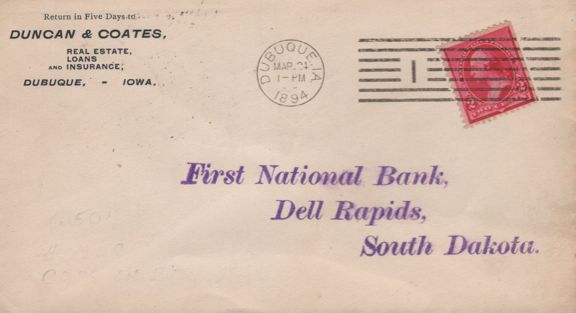 Return in Five Days to
DUNCAN & COATES,
REAL ESTATE,
LOANS
AND INSURANCE,
DUBUQUE, - IOWA.
DUBUQUE, IA.
MAR. 21
1 - PM
1894
1
First National Bank,
Dell Rapids,
South Dakota.